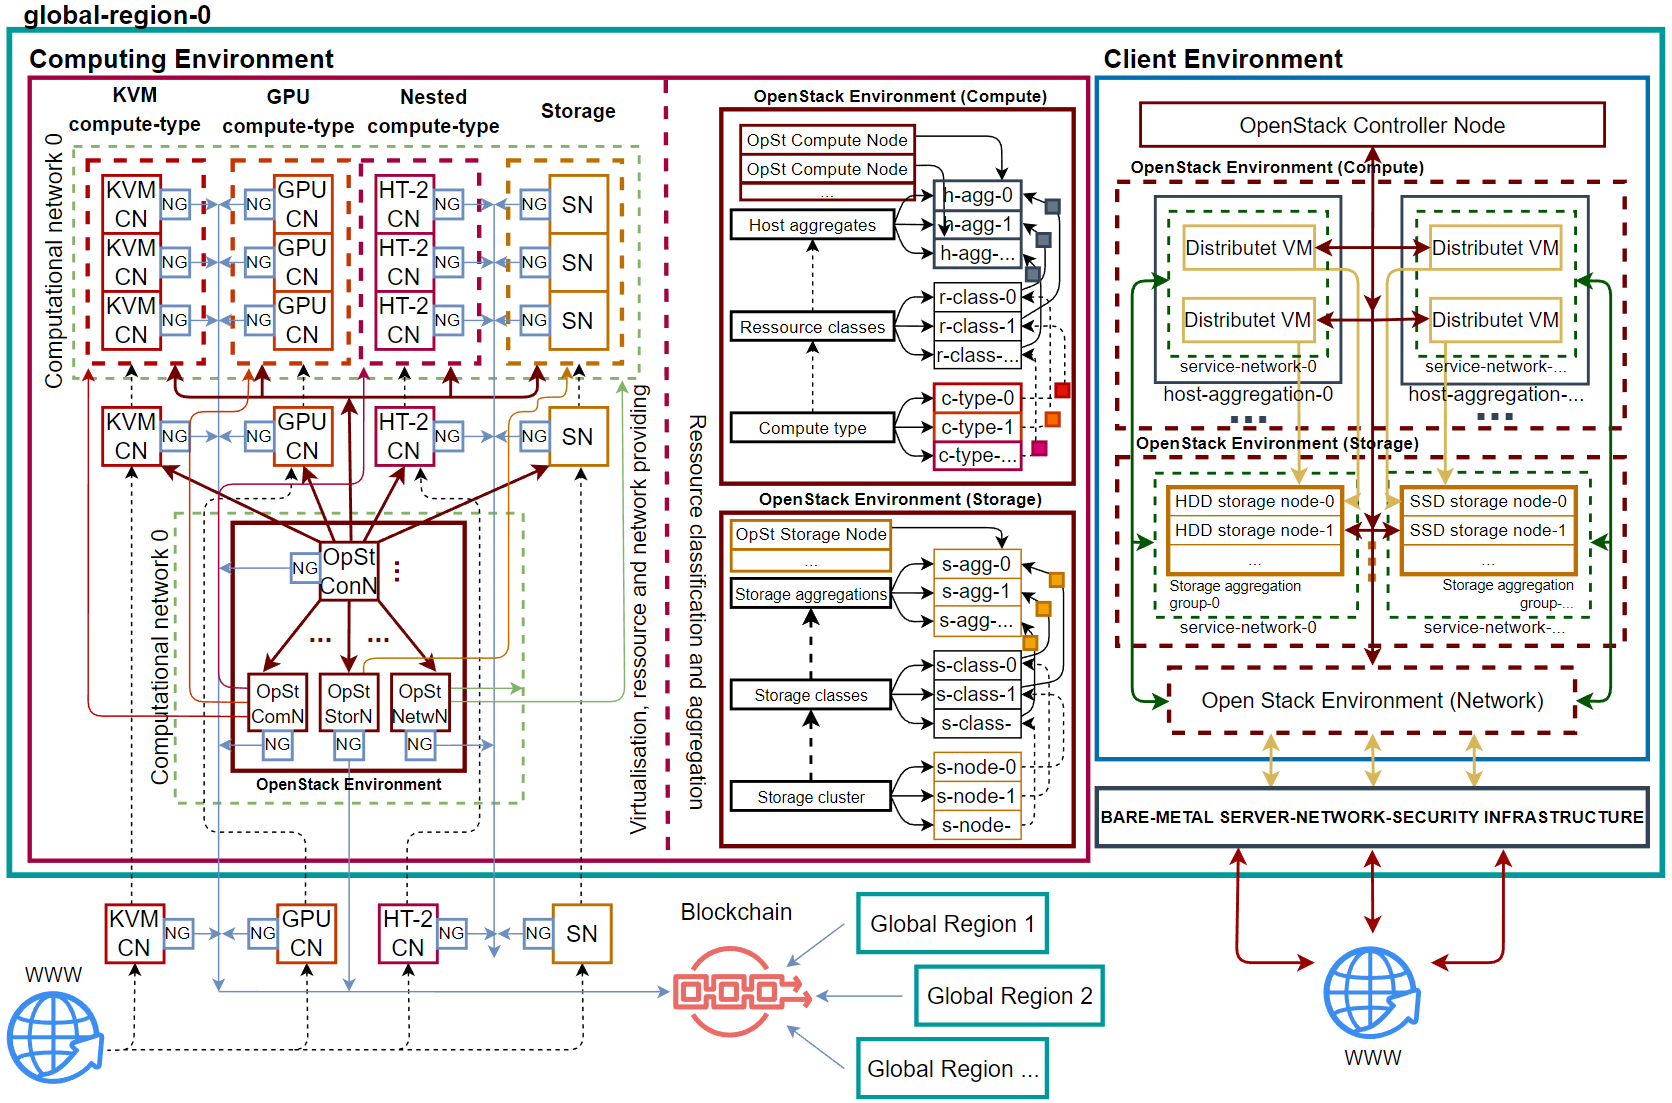 global-region-0
Computing Environment
KVM
compute-type
GPU
compute-type
Nested
compute-type
Storage
Computational network 0
KVM
CN
NG
NG
GPU
CN
HT-2
CN
NG
NG
SN
KVM
CN
NG
NG
GPU
CN
HT-2
CN
NG
NG
SN
KVM
CN
NG
NG
GPU
CN
HT-2
CN
NG
NG
SN
KVM
CN
NG
NG
GPU
CN
HT-2
CN
NG
NG
SN
Computational network 0
NG
OpSt
ConN
...
...
...
OpSt
ComN
OpSt
StorN
OpSt
NetwN
NG
NG
NG
OpenStack Environment
Virtualisation, resource and network providing
Ressource classification and aggregation
OpenStack Environment (Compute)
OpSt Compute Node
OpSt Compute Node
...
Host aggregates
h-agg-0
h-agg-1
h-agg-...
Ressource classes
r-class-0
r-class-1
r-class-...
Compute type
c-type-0
c-type-1
c-type-...
OpenStack Environment (Storage)
OpSt Storage Node
...
Storage aggregations
s-agg-0
s-agg-1
s-agg-...
Storage classes
s-class-0
s-class-1
s-class-
Storage cluster
s-node-0
s-node-1
s-node-
Client Environment
OpenStack Controller Node
OpenStack Environment (Compute)
Distributet VM
Distributet VM
service-network-0
host-aggregation-0
...
Distributet VM
Distributet VM
service-network-...
host-aggregation-...
...
OpenStack Environment (Storage)
HDD storage node-0
HDD storage node-1
...
Storage aggregation
group-0
service-network-0
SSD storage node-0
SSD storage node-1
...
Storage aggregation
group-...
service-network-...
Open Stack Environment (Network)
BARE-METAL SERVER-NETWORK-SECURITY INFRASTRUCTURE
KVM
CN
NG
NG
GPU
CN
HT-2
CN
NG
NG
SN
WWW
Blockchain
Global Region 1
Global Region 2
Global Region ...
WWW